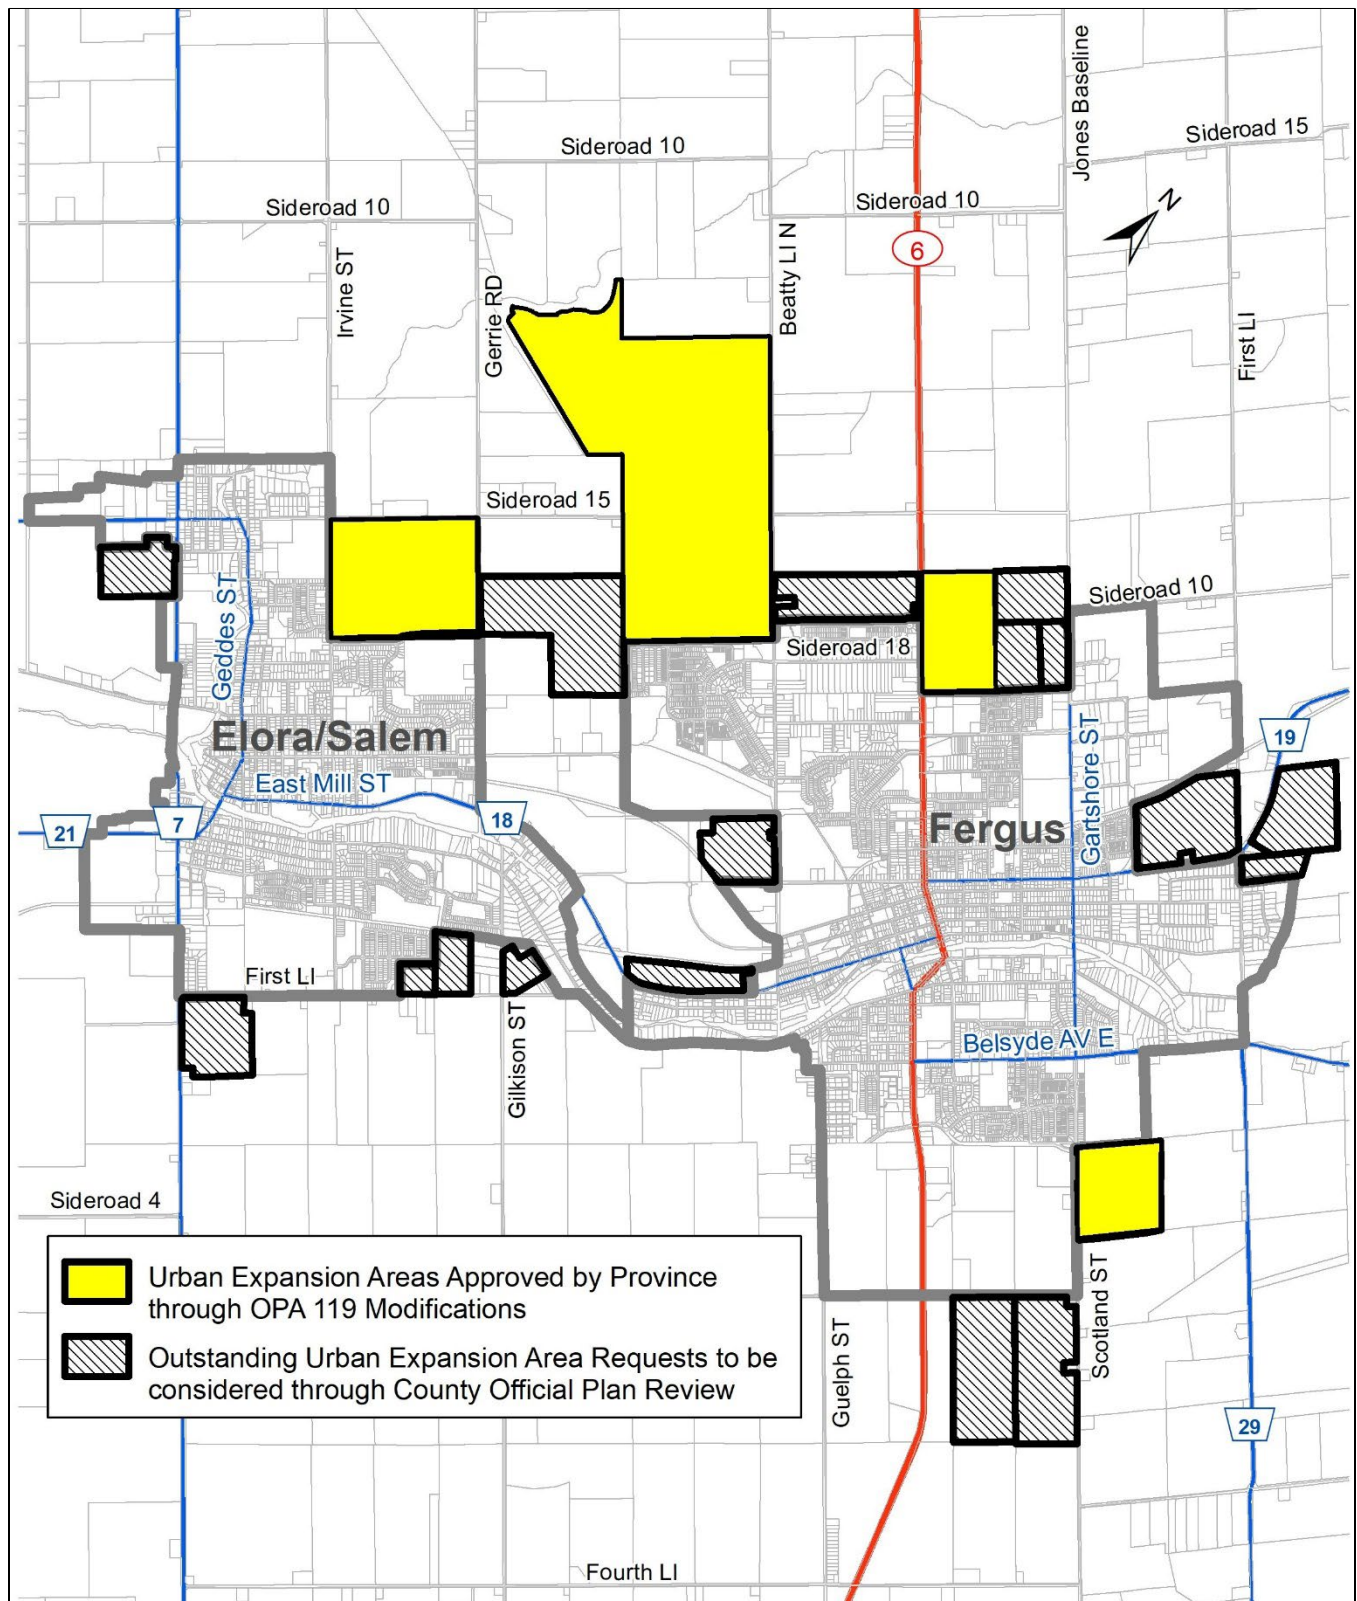 Jones Baseline
Sideroad 15
Sideroad 10
Sideroad 10
Sideroad 10
N
6
Irvine ST
Gerrie RD
Beatty LI N
First LI
Sideroad 15
Sideroad 10
Geddes ST
Sideroad 18
Elora/Salem
East Mill ST
Gartshore ST
19
21
7
18
Fergus
First LI
Gilkison ST
Belsyde AV E
Sideroad 4
Urban Expansion Areas Approved by Province
through OPA 119 Modifications
Outstanding Urban Expansion Area Requests to be
considered through County Official Plan Review
Guelph ST
Scotland ST
29
Fourth LI